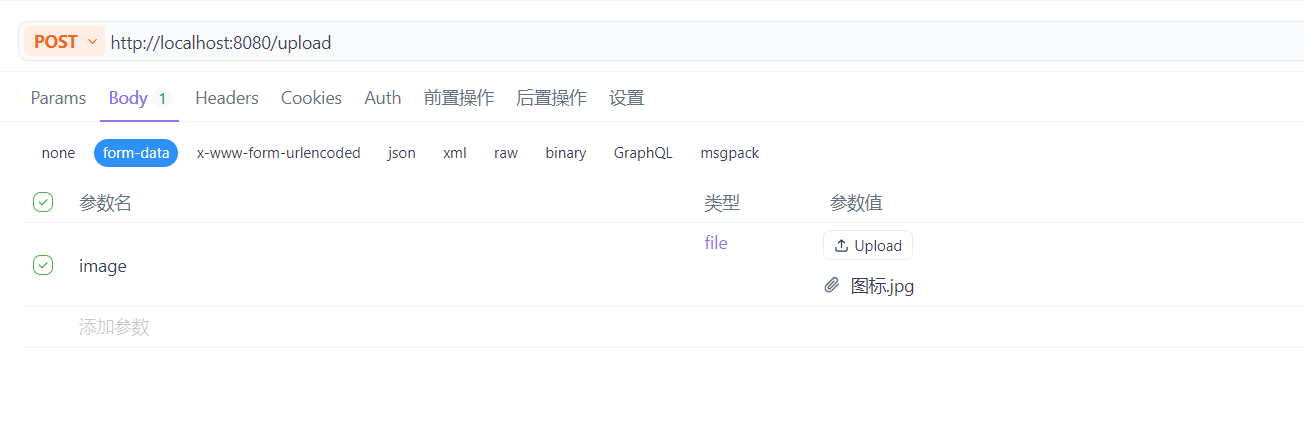 POST http://localhost:8080/upload
Params Body 1 Headers Cookies Auth 前置操作 后置操作 设置
none form-data x-www-form-urlencoded json xml raw binary GraphQL msgpack
参数名 类型 参数值
image file Upload
图标.jpg
添加参数